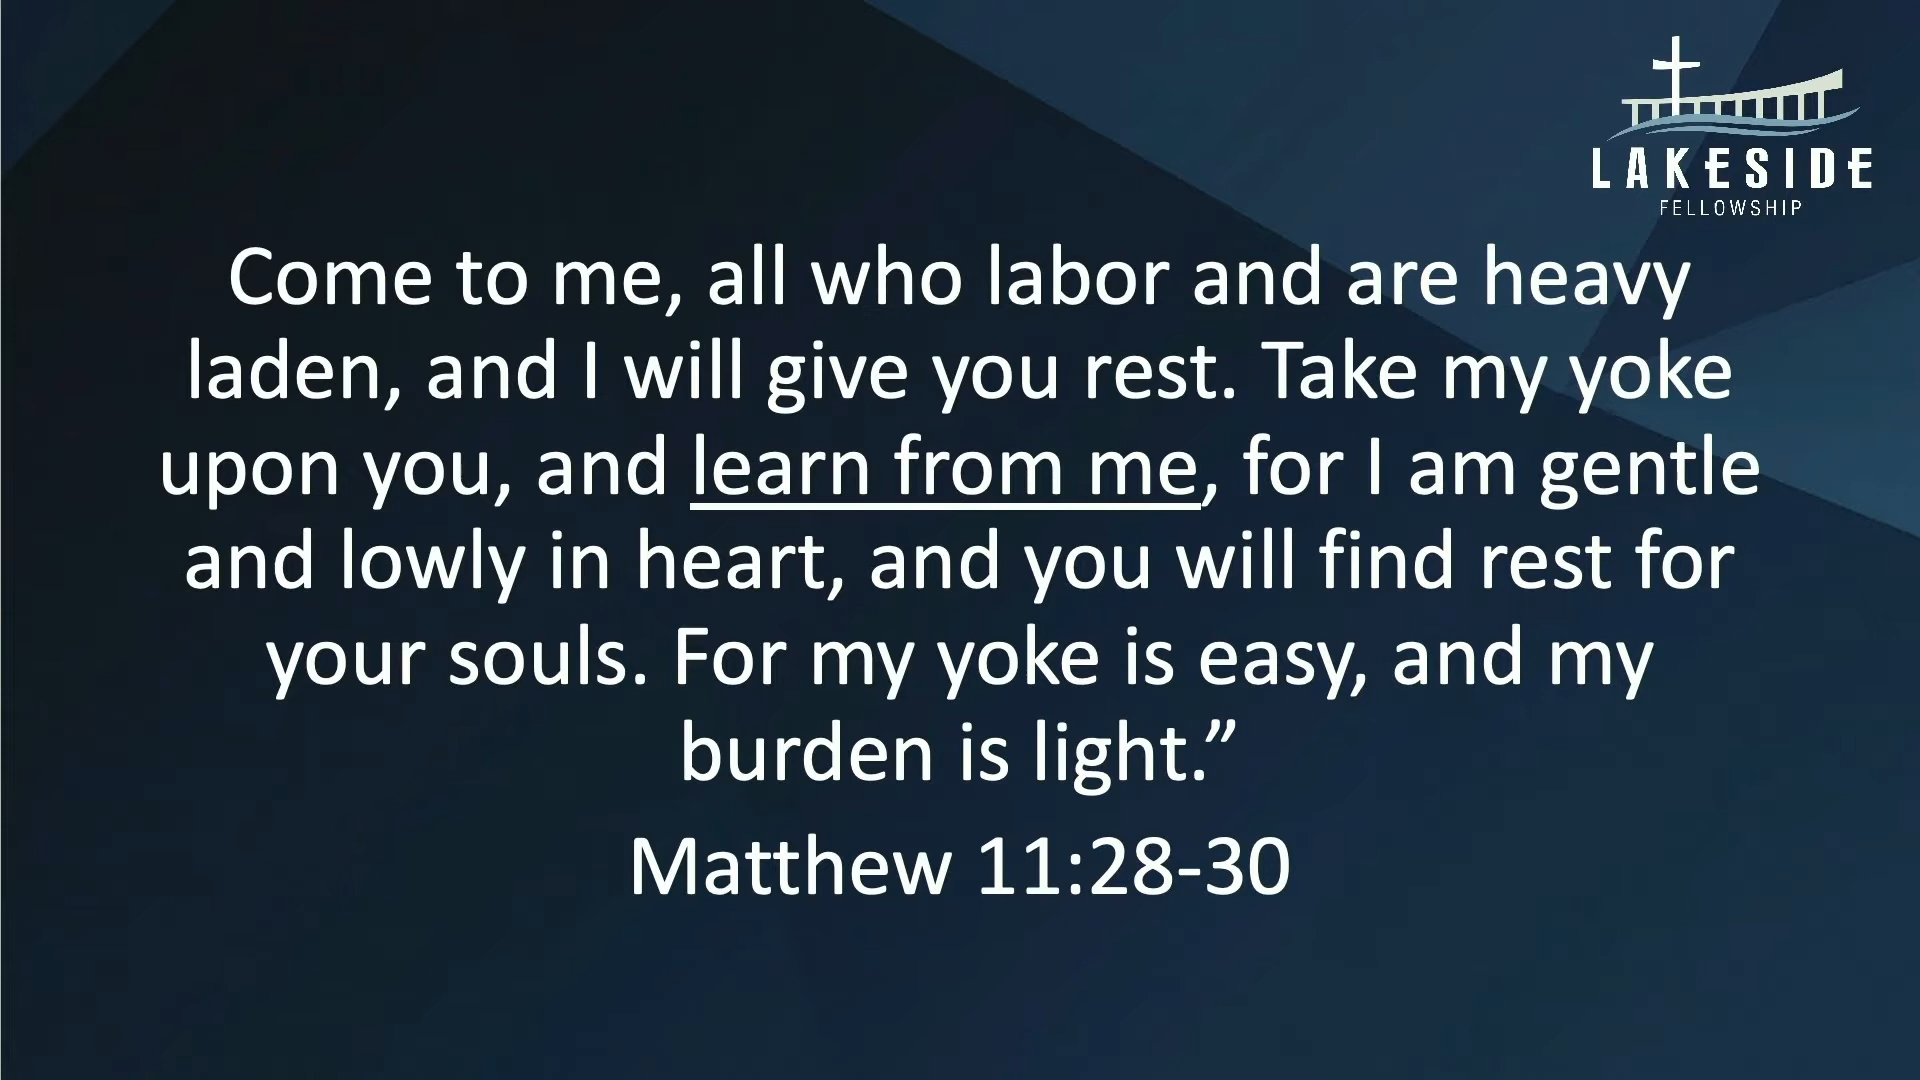 LAKESIDE
FELLOWSHIP
Come to me, all who labor and are heavy
laden, and I will give you rest. Take my yoke
upon you, and learn from me, for I am gentle
and lowly in heart, and you will find rest for
your souls. For my yoke is easy, and my
burden is light.”
Matthew 11:28-30